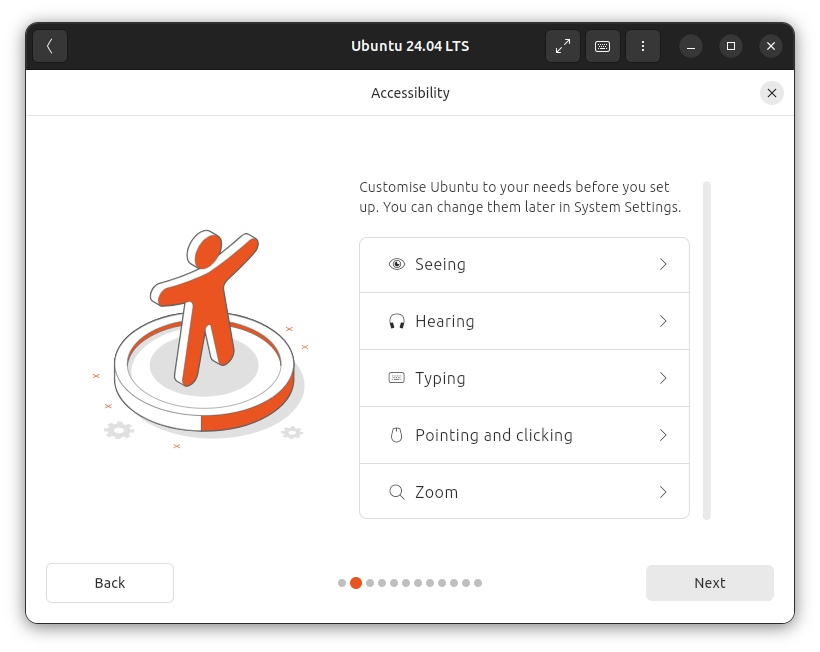 Ubuntu 24.04 LTS
Accessibility
Customise Ubuntu to your needs before you set
up. You can change them later in System Settings.
Seeing
Hearing
Typing
Pointing and clicking
Zoom
Back
Next